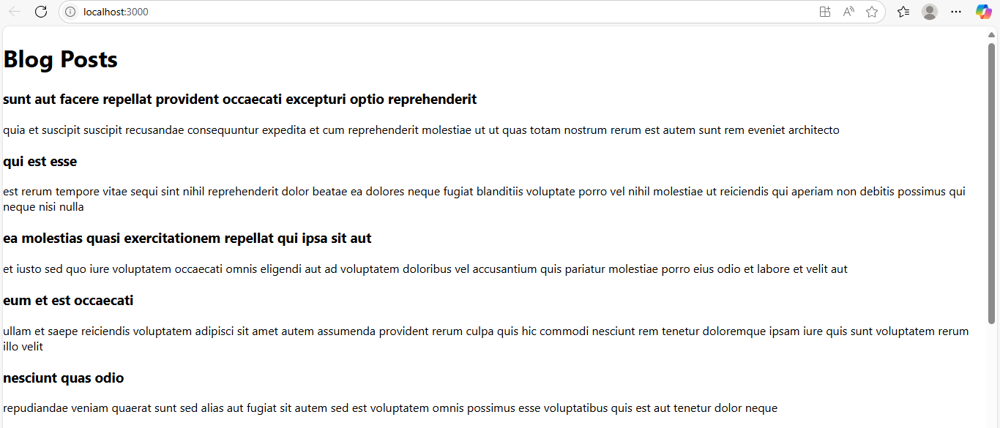 localhost:3000
Blog Posts
sunt aut facere repellat provident occaecati excepturi optio reprehenderit
quia et suscipit suscipit recusandae consequuntur expedita et cum reprehenderit molestiae ut ut quas totam nostrum rerum est autem sunt rem eveniet architecto
qui est esse
est rerum tempore vitae sequi sint nihil reprehenderit dolor beatae ea dolores neque fugiat blanditiis voluptate porro vel nihil molestiae ut reiciendis qui aperiam non debitis possimus qui
neque nisi nulla
ea molestias quasi exercitationem repellat qui ipsa sit aut
et iusto sed quo iure voluptatem occaecati omnis eligendi aut ad voluptatem doloribus vel accusantium quis pariatur molestiae porro eius odio et labore et velit aut
eum et est occaecati
ullam et saepe reiciendis voluptatem adipisci sit amet autem assumenda provident rerum culpa quis hic commodi nesciunt rem tenetur doloremque ipsam iure quis sunt voluptatem rerum
illo velit
nesciunt quas odio
repudiandae veniam quaerat sunt sed alias aut fugiat sit autem sed est voluptatem omnis possimus esse voluptatibus quis est aut tenetur dolor neque